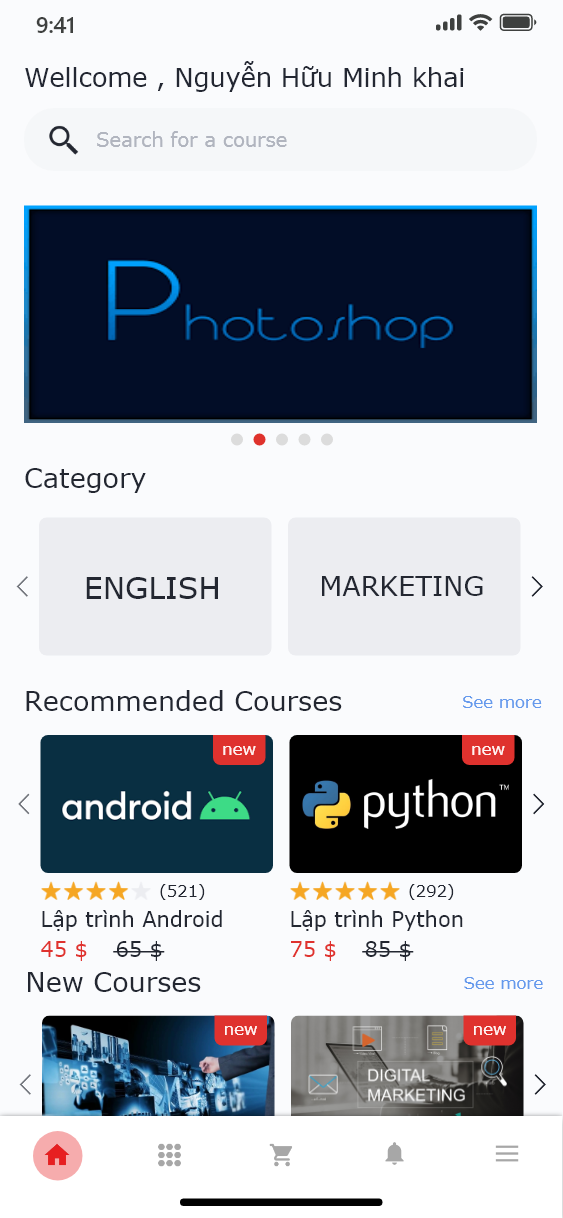 9:41
Wellcome , Nguyễn Hữu Minh khai
Search for a course
Photoshop
Category
ENGLISH
MARKETING
Recommended Courses
See more
new
new
android
python™
(521)
(292)
Lập trình Android
Lập trình Python
45 $ 65 $
75 $ 85 $
New Courses
See more
new
new
DIGITAL
MARKETING